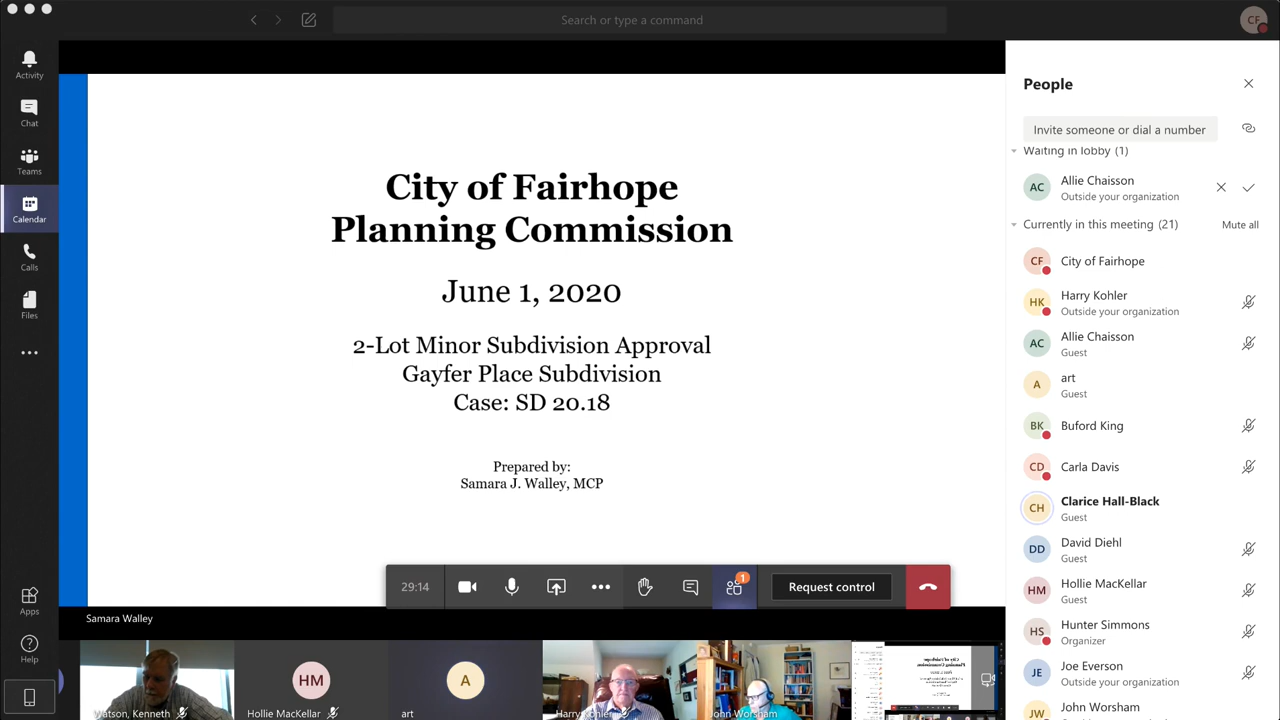 Search or type a command
CF
Activity
Chat
Teams
Calendar
Calls
Files
Apps
Help
City of Fairhope
Planning Commission
June 1, 2020
2-Lot Minor Subdivision Approval
Gayfer Place Subdivision
Case: SD 20.18
Prepared by:
Samara J. Walley, MCP
29:14
1
Request control
Samara Walley
Watson, Kenneth
HM
Hollie MacKellar
A
art
Harry Kohler
John Worsham
People
Invite someone or dial a number
Waiting in lobby (1)
AC
Allie Chaisson
Outside your organization
Currently in this meeting (21)
Mute all
CF
City of Fairhope
HK
Harry Kohler
Outside your organization
AC
Allie Chaisson
Guest
A
art
Guest
BK
Buford King
CD
Carla Davis
CH
Clarice Hall-Black
Guest
DD
David Diehl
Guest
HM
Hollie MacKellar
Guest
HS
Hunter Simmons
Organizer
JE
Joe Everson
Outside your organization
JW
John Worsham